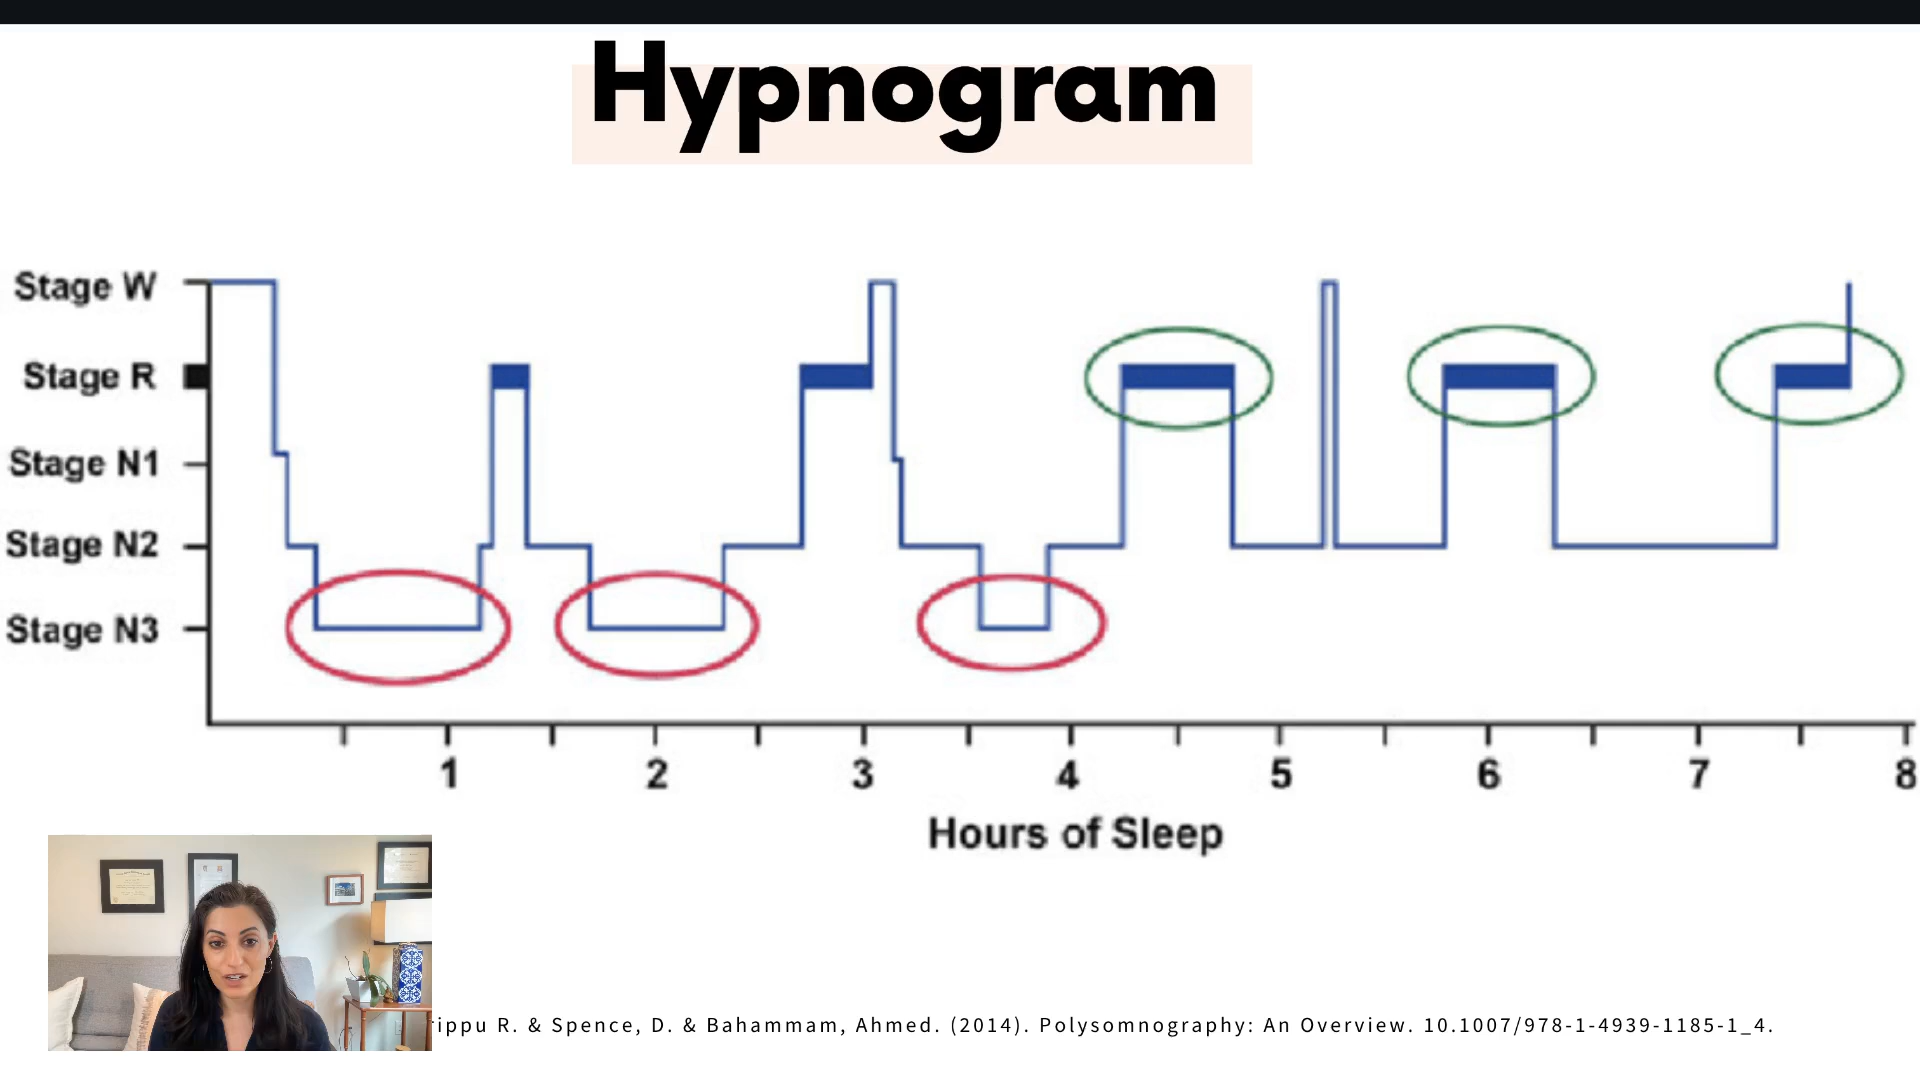 Hypnogram
Stage W
Stage R
Stage N1
Stage N2
Stage N3
1 2 3 4 5 6 7 8
Hours of Sleep
R. & Spence, D. & Bahammam, Ahmed. (2014). Polysomnography: An Overview. 10.1007/978-1-4939-1185-1_4.